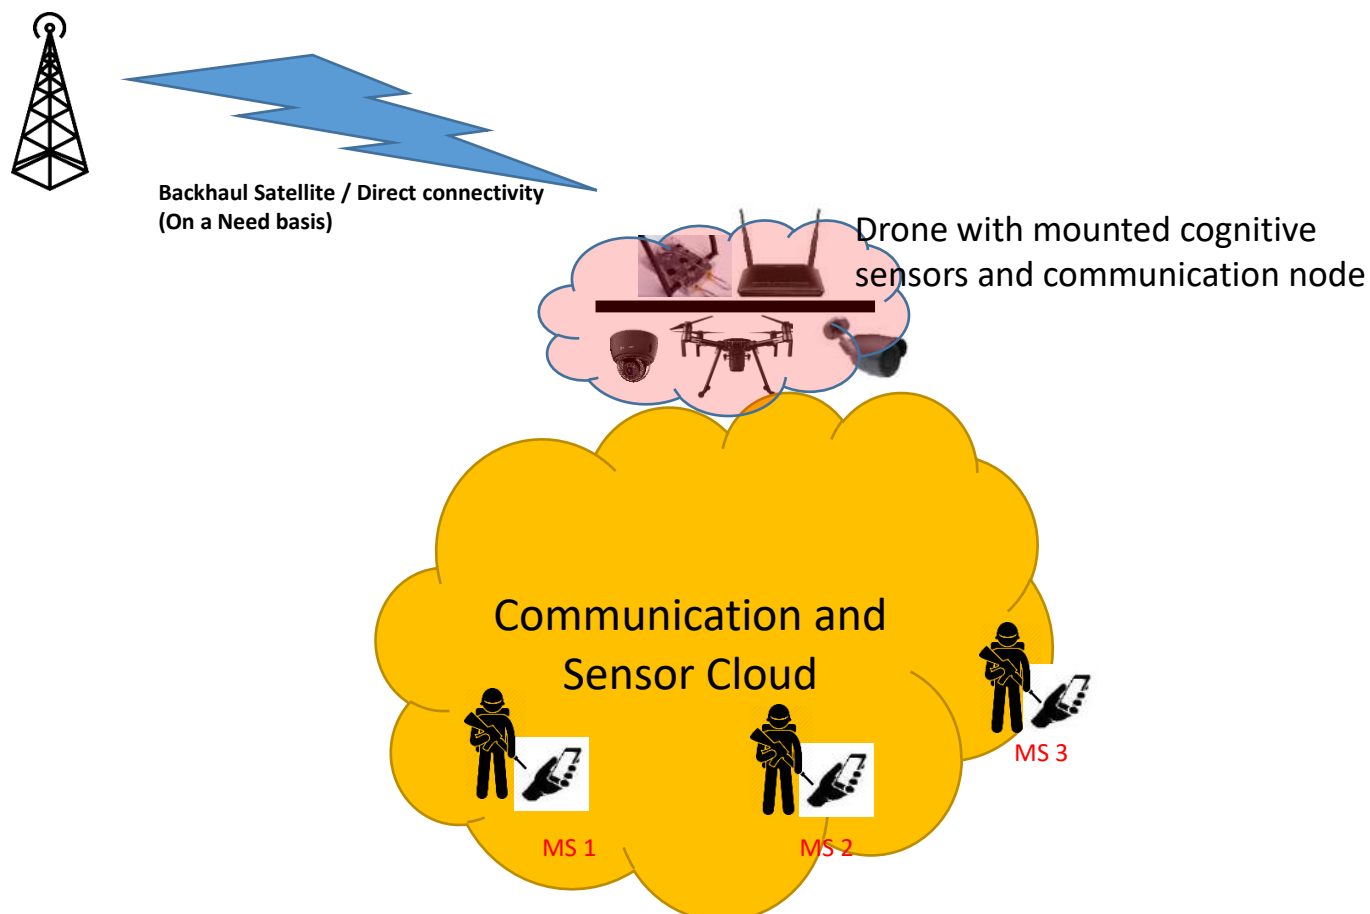 Backhaul Satellite / Direct connectivity
(On a Need basis)
Drone with mounted cognitive
sensors and communication node
Communication and
Sensor Cloud
MS 3
MS 1
MS 2